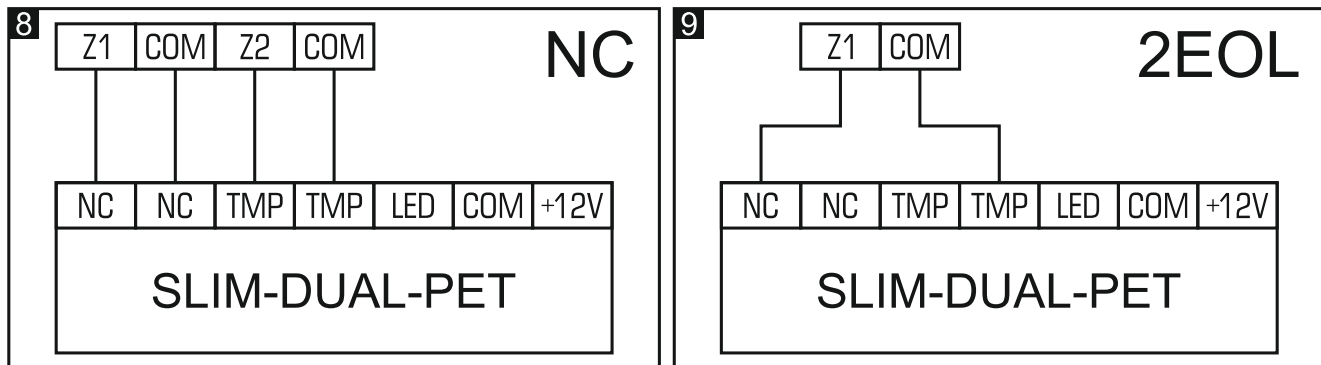 8
Z1 COM Z2 COM
NC
NC NC TMP TMP LED COM +12V
SLIM-DUAL-PET
9
Z1 COM
2EOL
NC NC TMP TMP LED COM +12V
SLIM-DUAL-PET